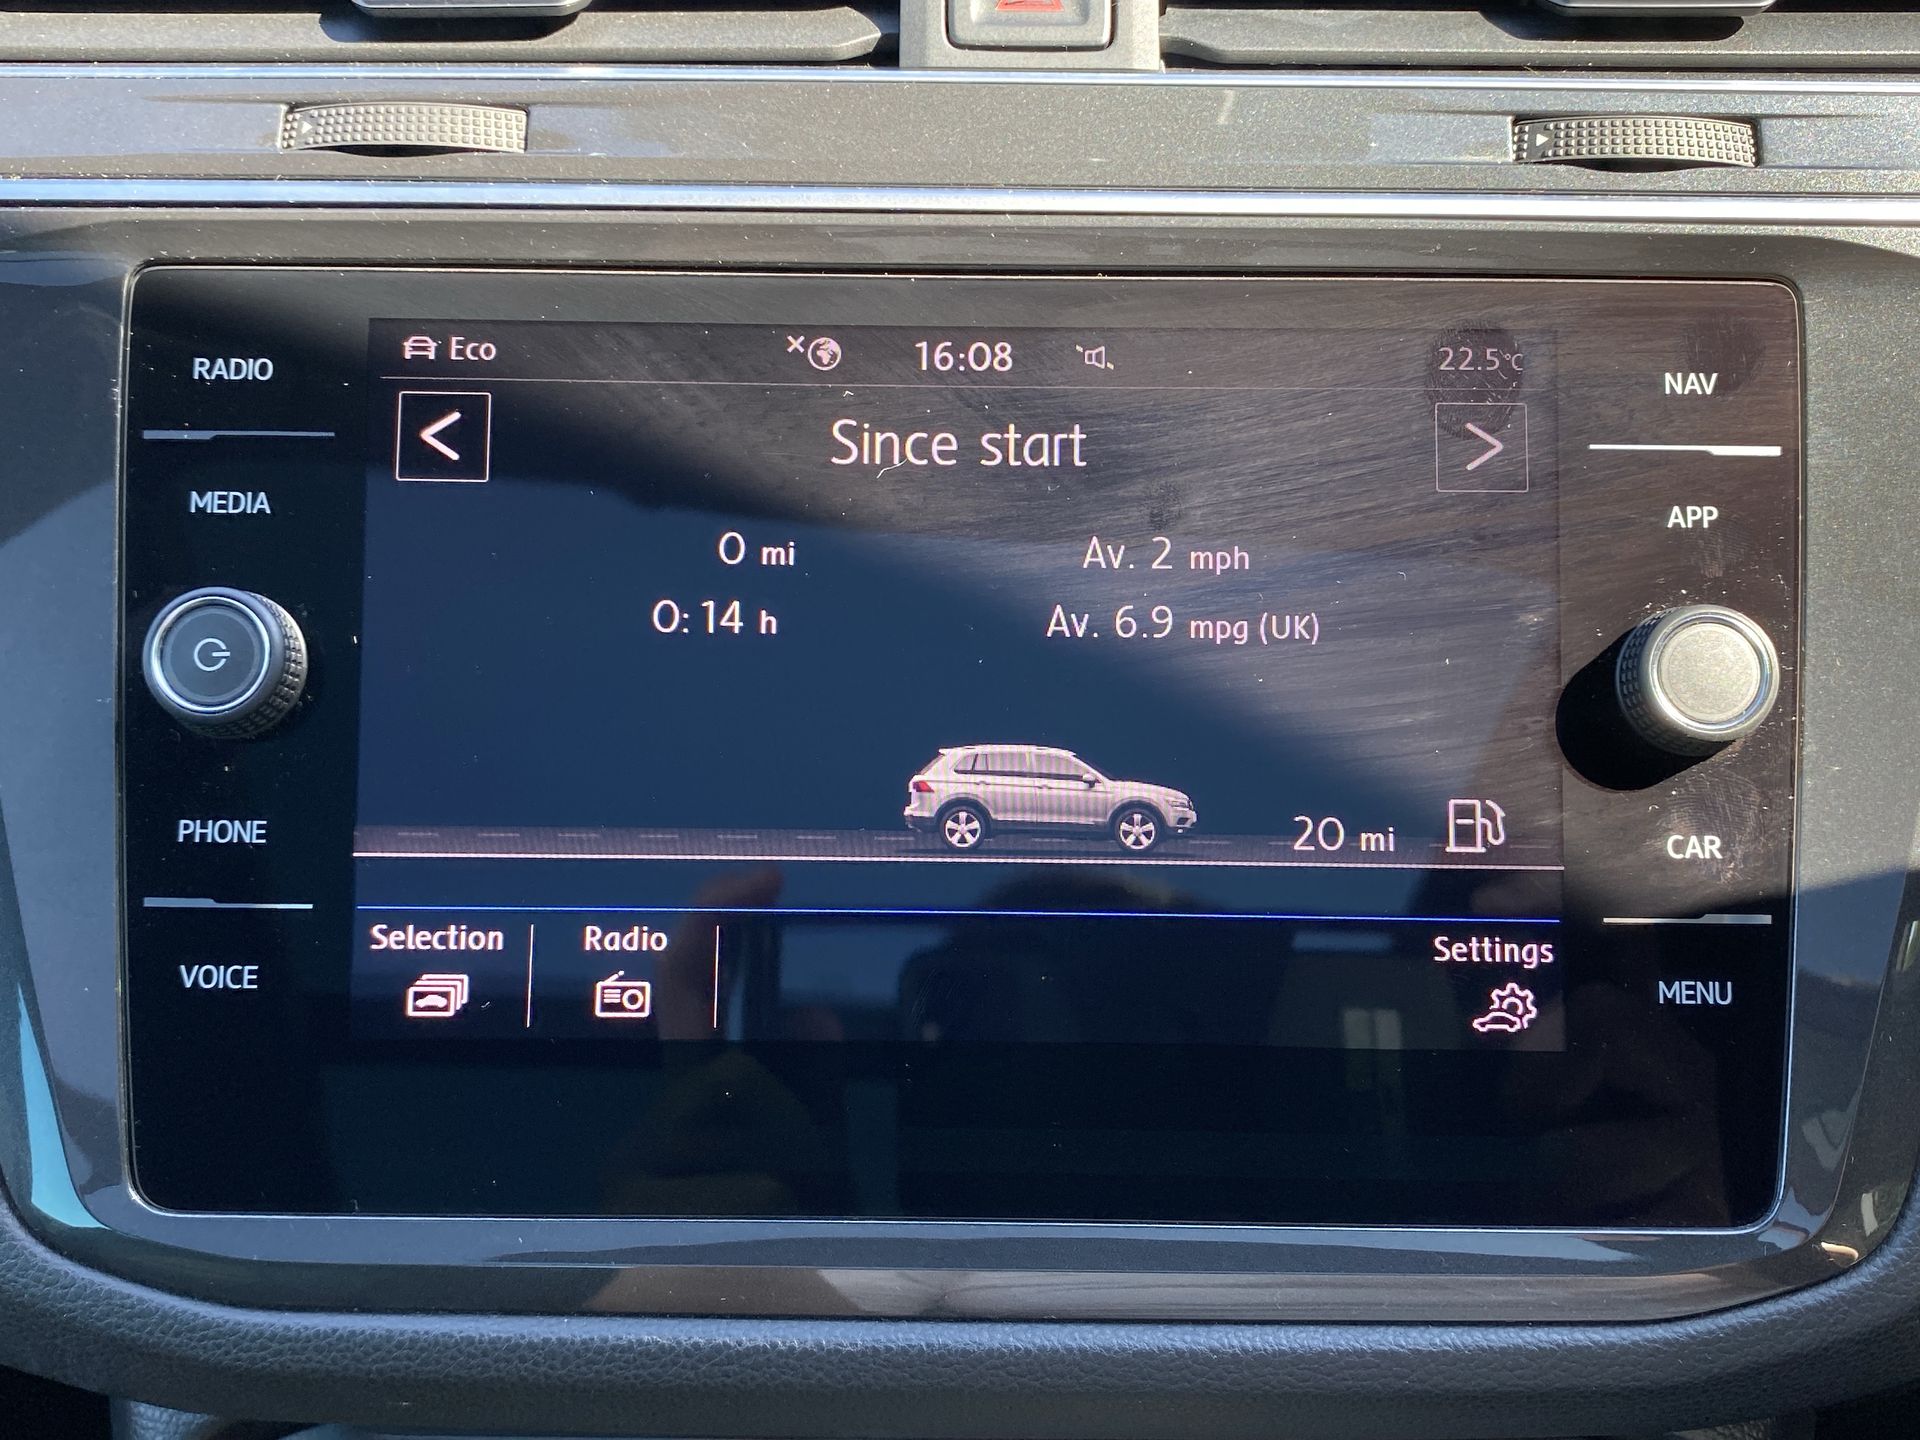 Eco 16:08 22.5°C
RADIO
NAV
< Since start >
MEDIA
APP
0 mi Av. 2 mph
0:14 h Av. 6.9 mpg (UK)
PHONE
20 mi
CAR
Selection Radio Settings
VOICE
MENU